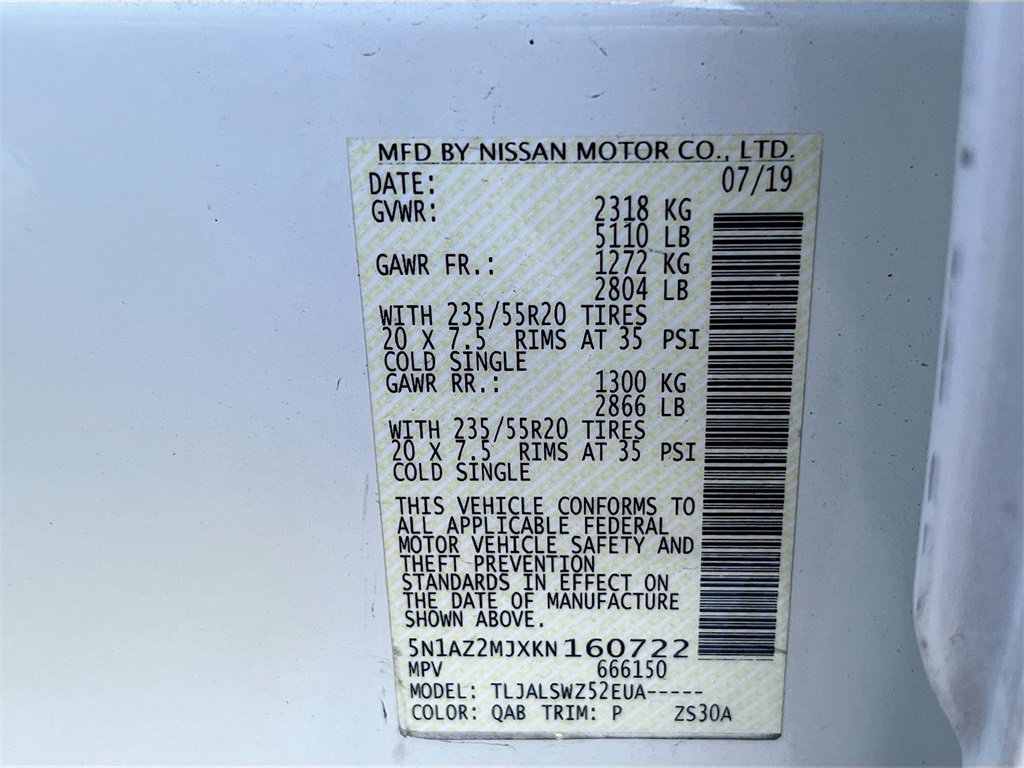 MFD BY NISSAN MOTOR CO., LTD.
DATE: 07/19
GVWR: 2318 KG
5110 LB
GAWR FR.: 1272 KG
2804 LB
WITH 235/55R20 TIRES
20 X 7.5 RIMS AT 35 PSI
COLD SINGLE
GAWR RR.: 1300 KG
2866 LB
WITH 235/55R20 TIRES
20 X 7.5 RIMS AT 35 PSI
COLD SINGLE
THIS VEHICLE CONFORMS TO
ALL APPLICABLE FEDERAL
MOTOR VEHICLE SAFETY AND
THEFT PREVENTION
STANDARDS IN EFFECT ON
THE DATE OF MANUFACTURE
SHOWN ABOVE.
5N1AZ2MJXKN160722
MPV 666150
MODEL: TLJALSWZ52EUA-----
COLOR: QAB TRIM: P ZS30A